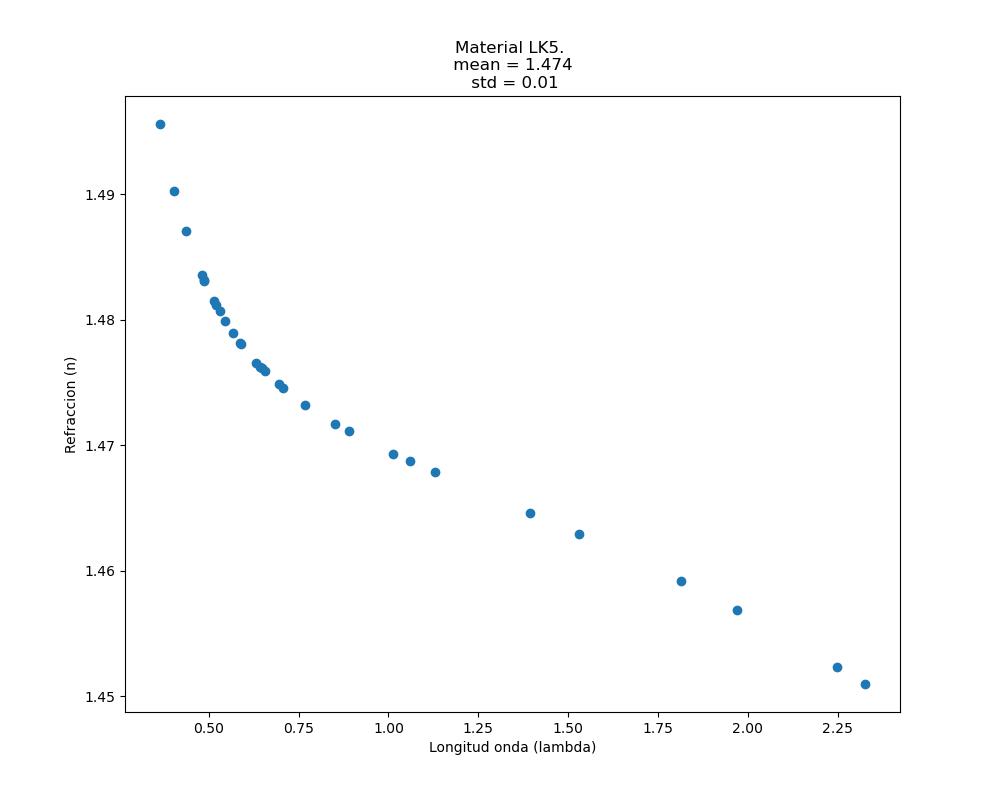 Material LK5.
mean = 1.474
std = 0.01
1.49
1.48
1.47
1.46
1.45
Refraccion (n)
0.50 0.75 1.00 1.25 1.50 1.75 2.00 2.25
Longitud onda (lambda)